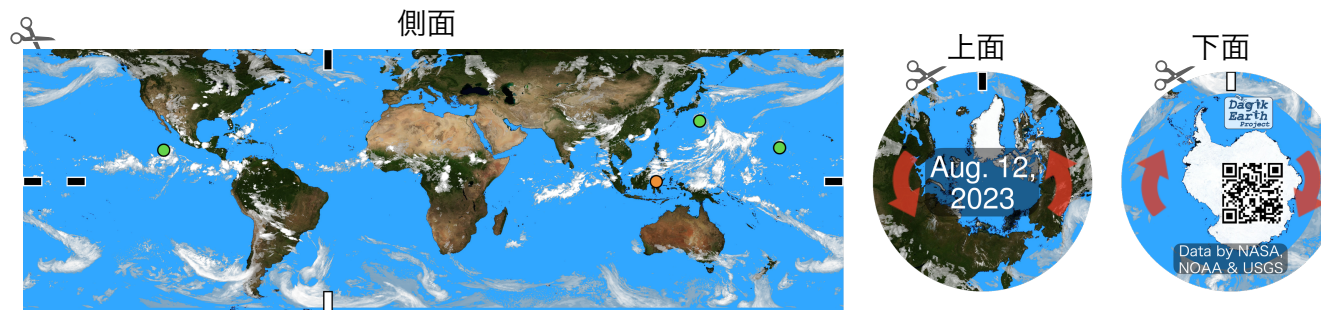 側面
上面
下面
Aug. 12,
2023
Dagik
Earth
Project
Data by NASA,
NOAA & USGS